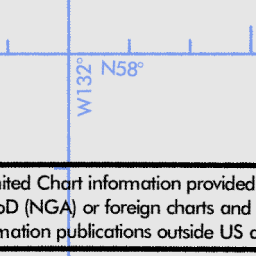 N58°
W132°
ited Chart information provided
oD (NGA) or foreign charts and
mation publications outside US